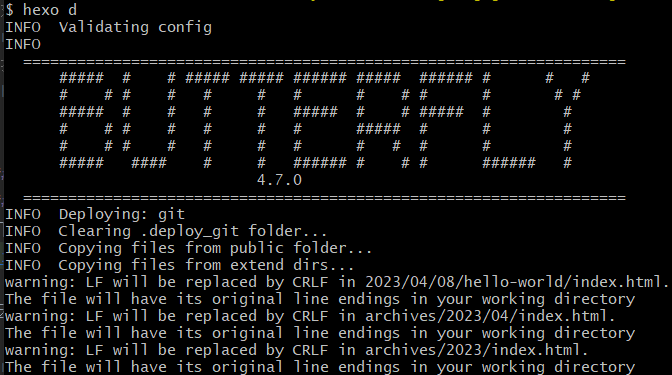 $ hexo d
INFO  Validating config
INFO
  ===================================================================
      #####  #    # ##### ##### ###### #####  ###### #      #   #
      #    # #    #   #     #   #      #    # #      #       # #
      #####  #    #   #     #   #####  #    # #####  #        #
      #    # #    #   #     #   #      #####  #      #        #
      #    # #    #   #     #   #      #   #  #      #        #
      #####   ####    #     #   ###### #    # #      ######   #
                            4.7.0
  ===================================================================
INFO  Deploying: git
INFO  Clearing .deploy_git folder...
INFO  Copying files from public folder...
INFO  Copying files from extend dirs...
warning: LF will be replaced by CRLF in 2023/04/08/hello-world/index.html.
The file will have its original line endings in your working directory
warning: LF will be replaced by CRLF in archives/2023/04/index.html.
The file will have its original line endings in your working directory
warning: LF will be replaced by CRLF in archives/2023/index.html.
The file will have its original line endings in your working directory